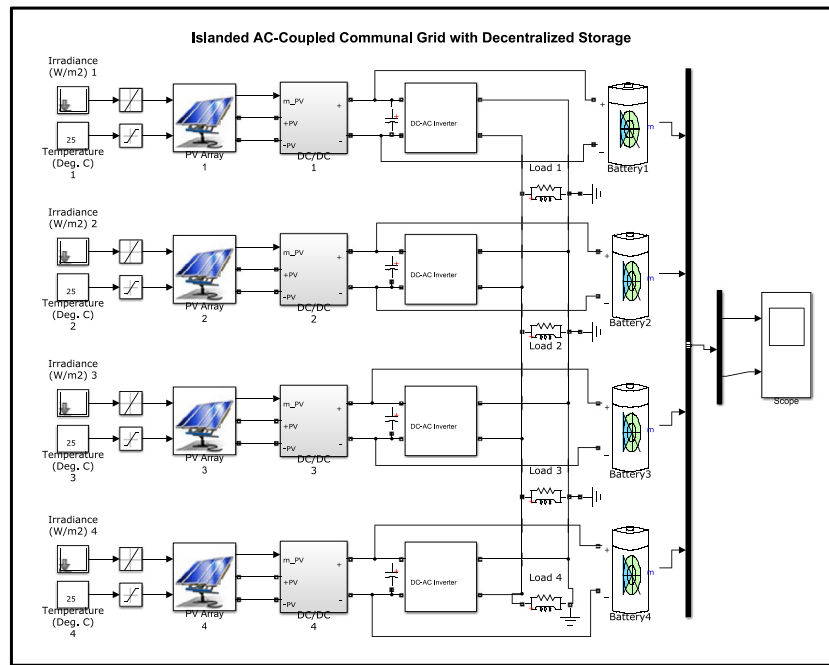 Islanded AC-Coupled Communal Grid with Decentralized Storage
Irradiance
(W/m2) 1
25
Temperature
(Deg. C)
1
PV Array
1
m_PV
+PV
-PV
+
-
DC/DC
1
+
DC-AC Inverter
Load 1
+
+
-
m
Battery1
Irradiance
(W/m2) 2
25
Temperature
(Deg. C)
2
PV Array
2
m_PV
+PV
-PV
+
-
DC/DC
2
+
DC-AC Inverter
+
Load 2
+
-
m
Battery2
Irradiance
(W/m2) 3
25
Temperature
(Deg. C)
3
PV Array
3
m_PV
+PV
-PV
+
-
DC/DC
3
+
DC-AC Inverter
Load 3
+
+
-
m
Battery3
Irradiance
(W/m2) 4
25
Temperature
(Deg. C)
4
PV Array
4
m_PV
+PV
-PV
+
-
DC/DC
4
+
DC-AC Inverter
Load 4
+
+
-
m
Battery4
Scope